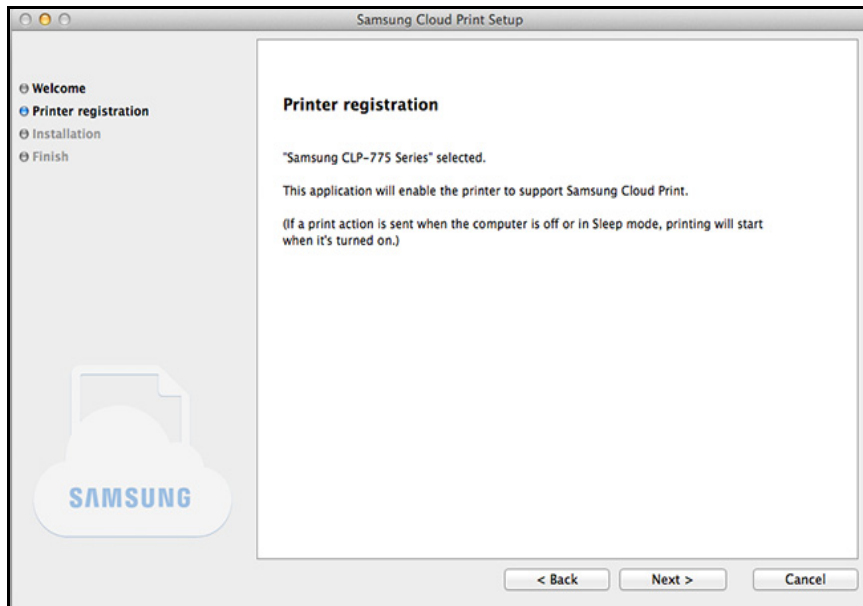 Samsung Cloud Print Setup
Welcome
Printer registration
Installation
Finish
Printer registration
"Samsung CLP-775 Series" selected.
This application will enable the printer to support Samsung Cloud Print.
(If a print action is sent when the computer is off or in Sleep mode, printing will start
when it's turned on.)
SAMSUNG
< Back
Next >
Cancel